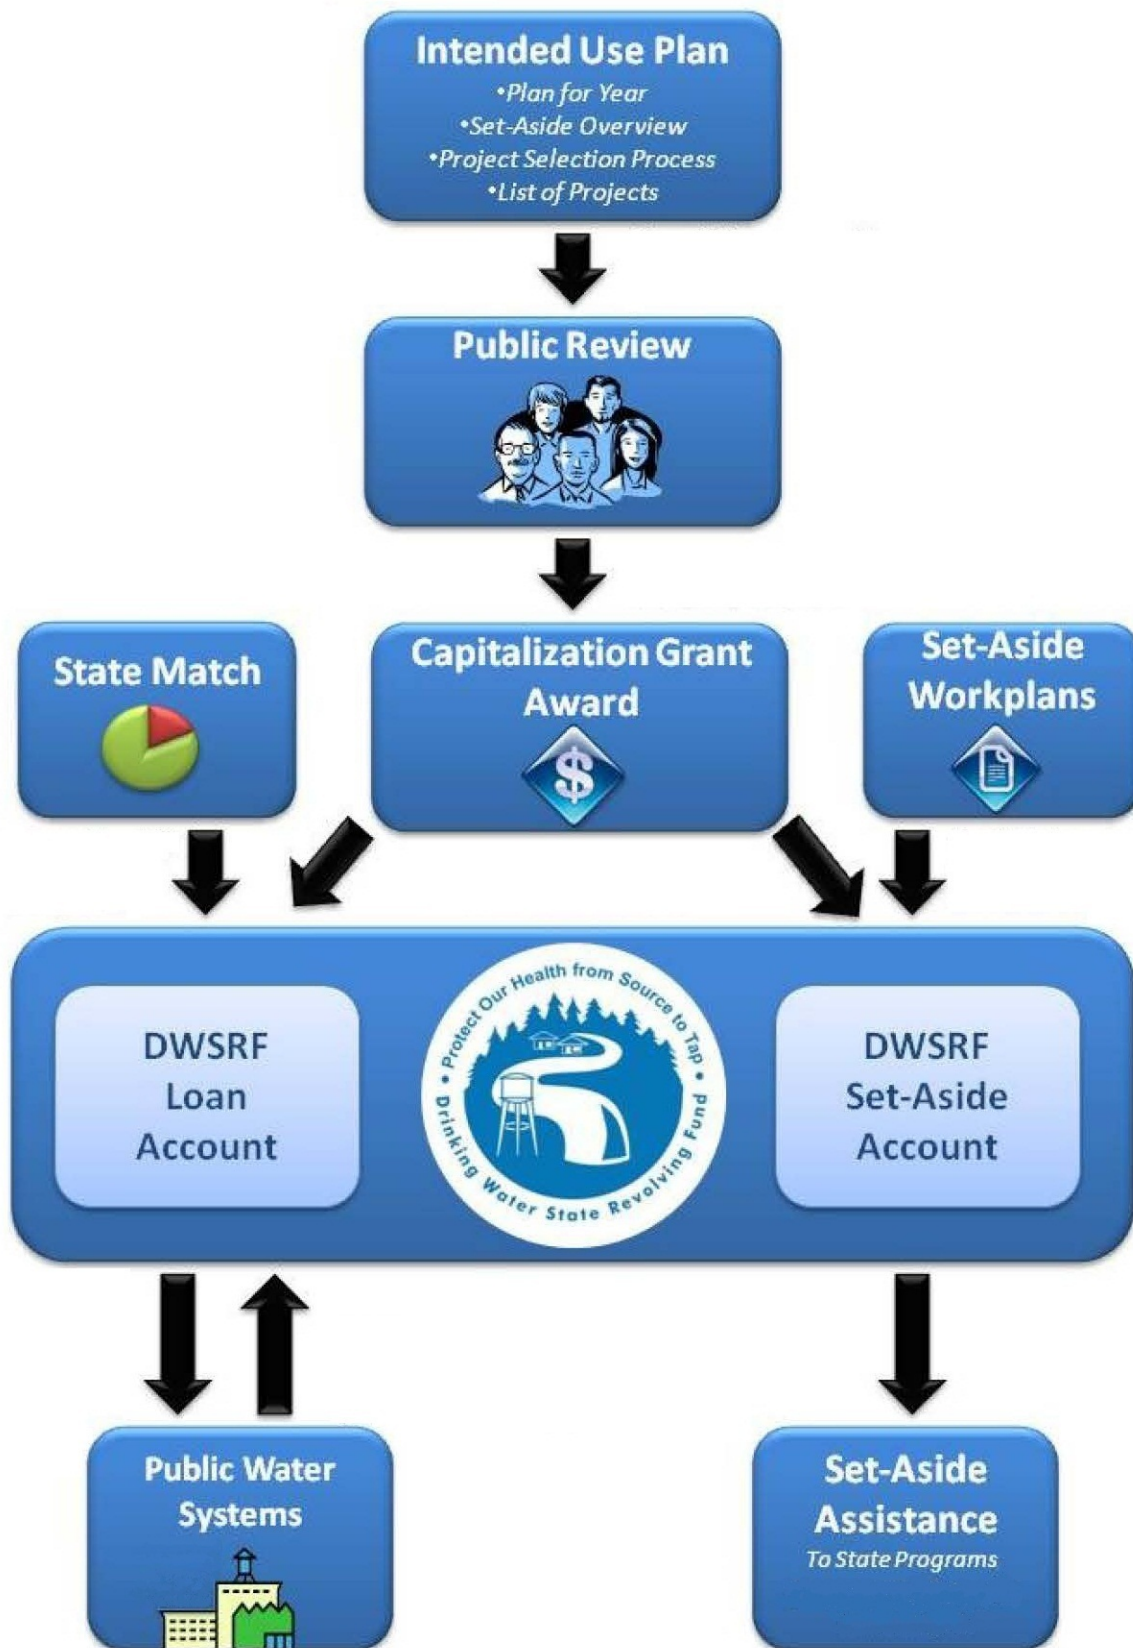 Intended Use Plan
•Plan for Year
•Set-Aside Overview
•Project Selection Process
•List of Projects
Public Review
State Match
Capitalization Grant
Award
$
Set-Aside
Workplans
DWSRF
Loan
Account
• Protect Our Health from Source to Tap •
Drinking Water State Revolving Fund
DWSRF
Set-Aside
Account
Public Water
Systems
Set-Aside
Assistance
To State Programs